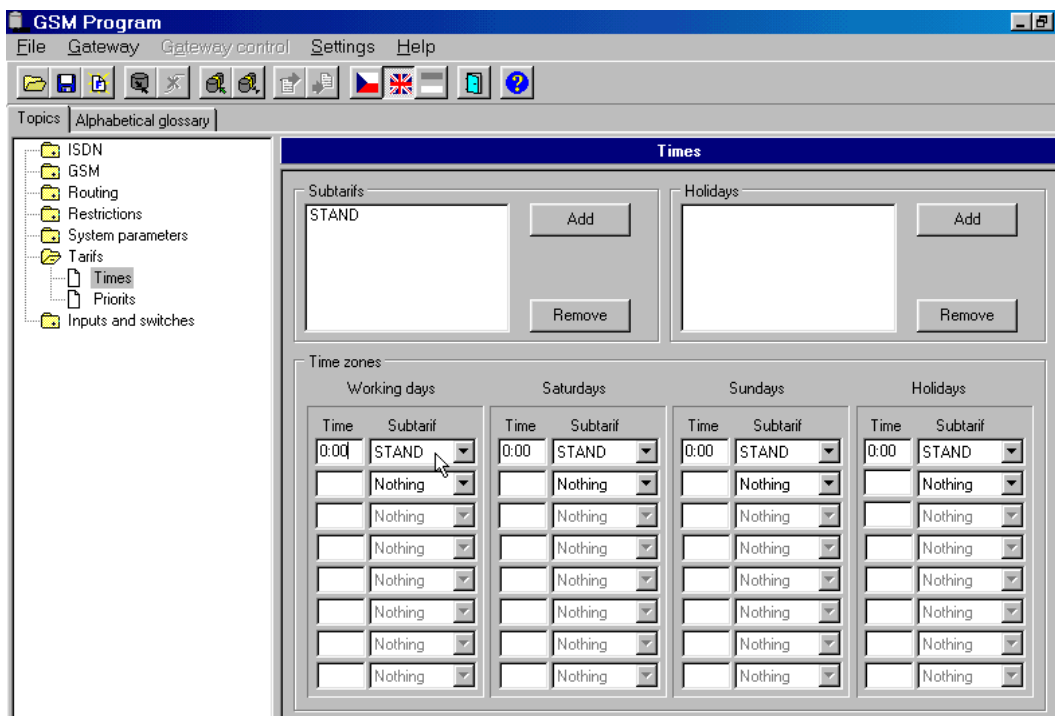 GSM Program
File Gateway Gateway control Settings Help
Topics Alphabetical glossary
ISDN
GSM
Routing
Restrictions
System parameters
Tarifs
Times
Priorits
Inputs and switches
Times
Subtarifs
STAND
Add
Remove
Holidays
Add
Remove
Time zones
Working days Saturdays Sundays Holidays
Time Subtarif Time Subtarif Time Subtarif Time Subtarif
0:00 STAND 0:00 STAND 0:00 STAND 0:00 STAND
Nothing Nothing Nothing Nothing
Nothing Nothing Nothing Nothing
Nothing Nothing Nothing Nothing
Nothing Nothing Nothing Nothing
Nothing Nothing Nothing Nothing
Nothing Nothing Nothing Nothing
Nothing Nothing Nothing Nothing